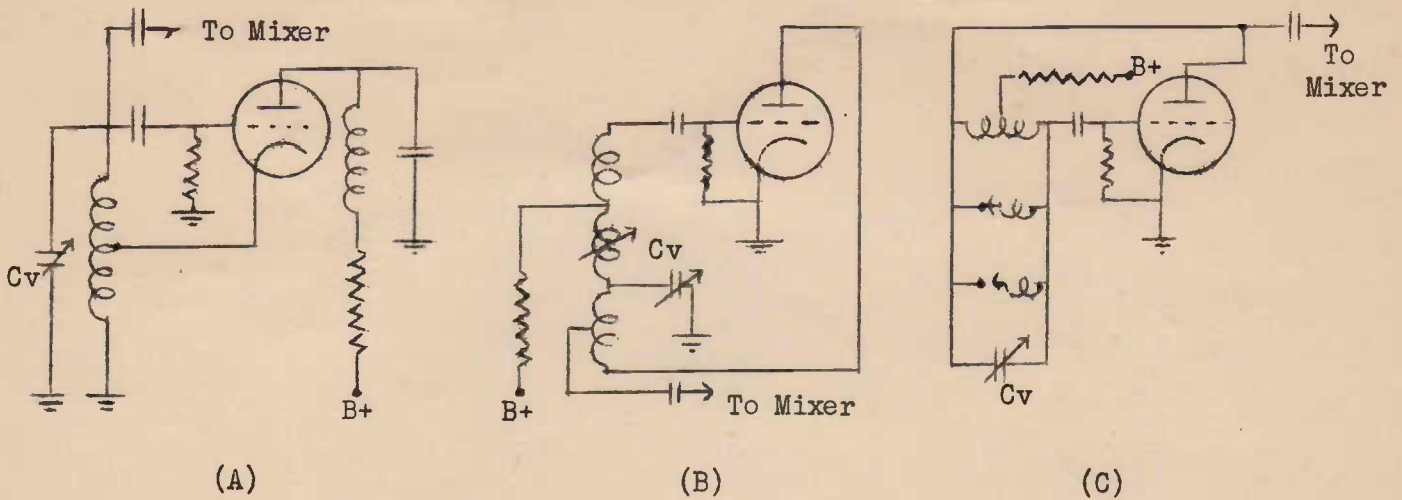 To Mixer
Cv
B+
(A)
Cv
B+
To Mixer
(B)
B+
To
Mixer
Cv
(C)